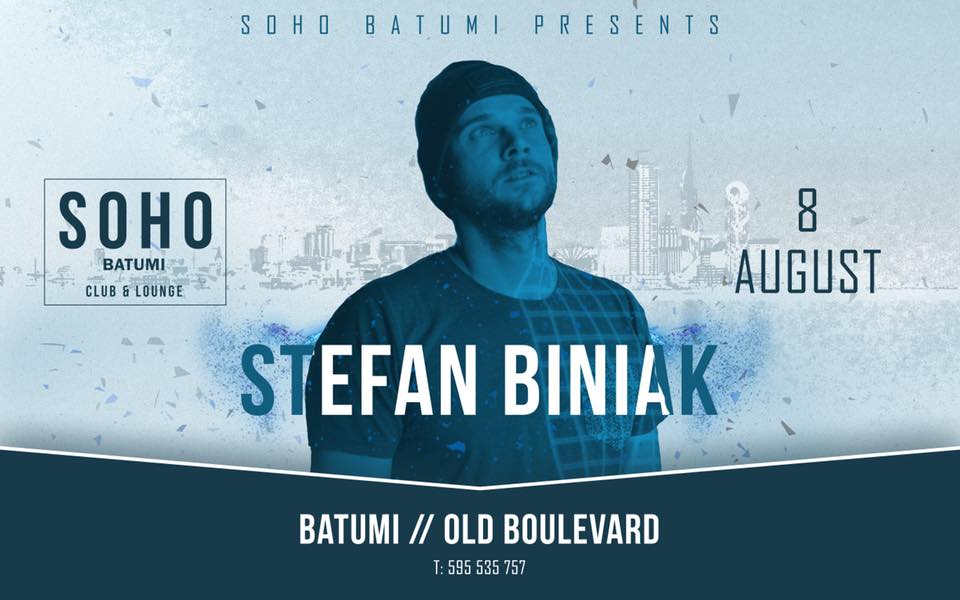 SOHO BATUMI PRESENTS
SOHO
BATUMI
CLUB & LOUNGE
8
AUGUST
STEFAN BINIAK
BATUMI // OLD BOULEVARD
T: 595 535 757